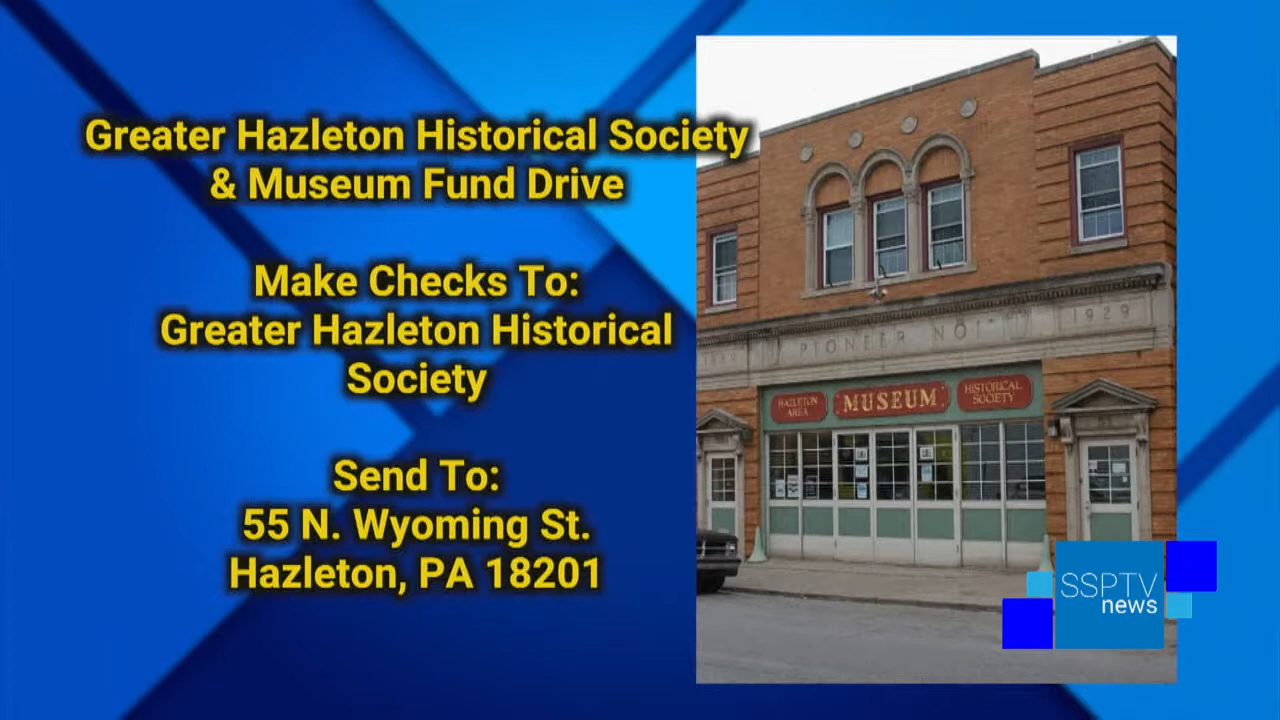 Greater Hazleton Historical Society
& Museum Fund Drive
Make Checks To:
Greater Hazleton Historical
Society
Send To:
55 N. Wyoming St.
Hazleton, PA 18201
PIONEER NO 1
1929
HAZLETON
AREA
MUSEUM
HISTORICAL
SOCIETY
SSPTV
news